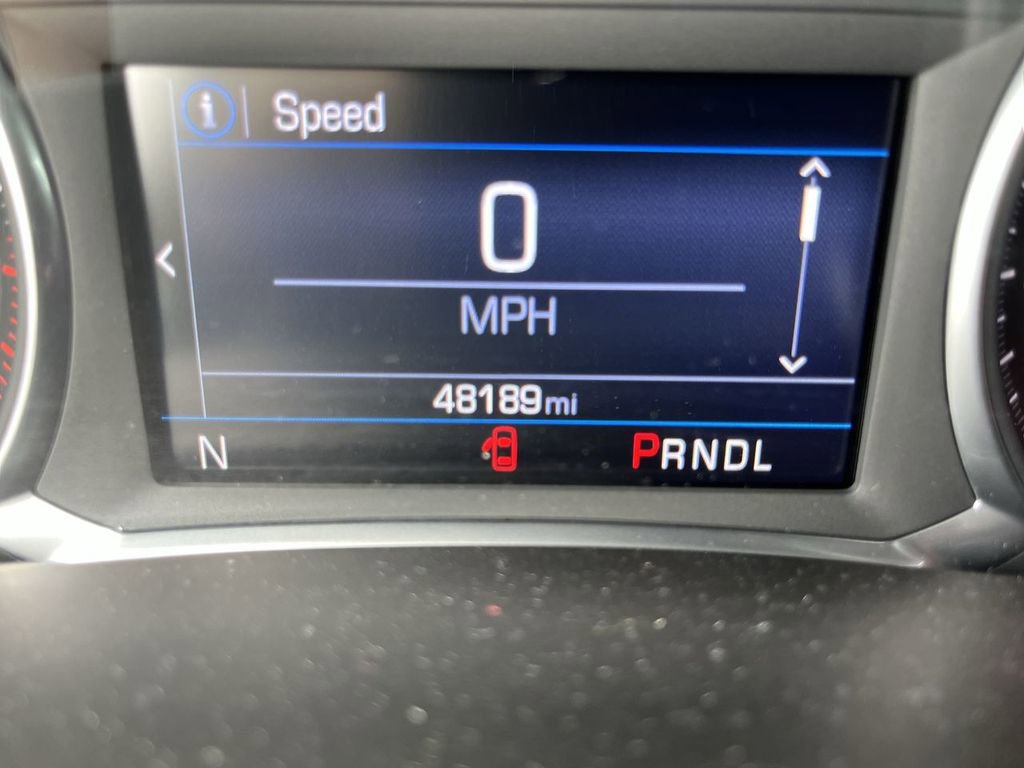 i Speed
0
MPH
48189mi
N PRNDL